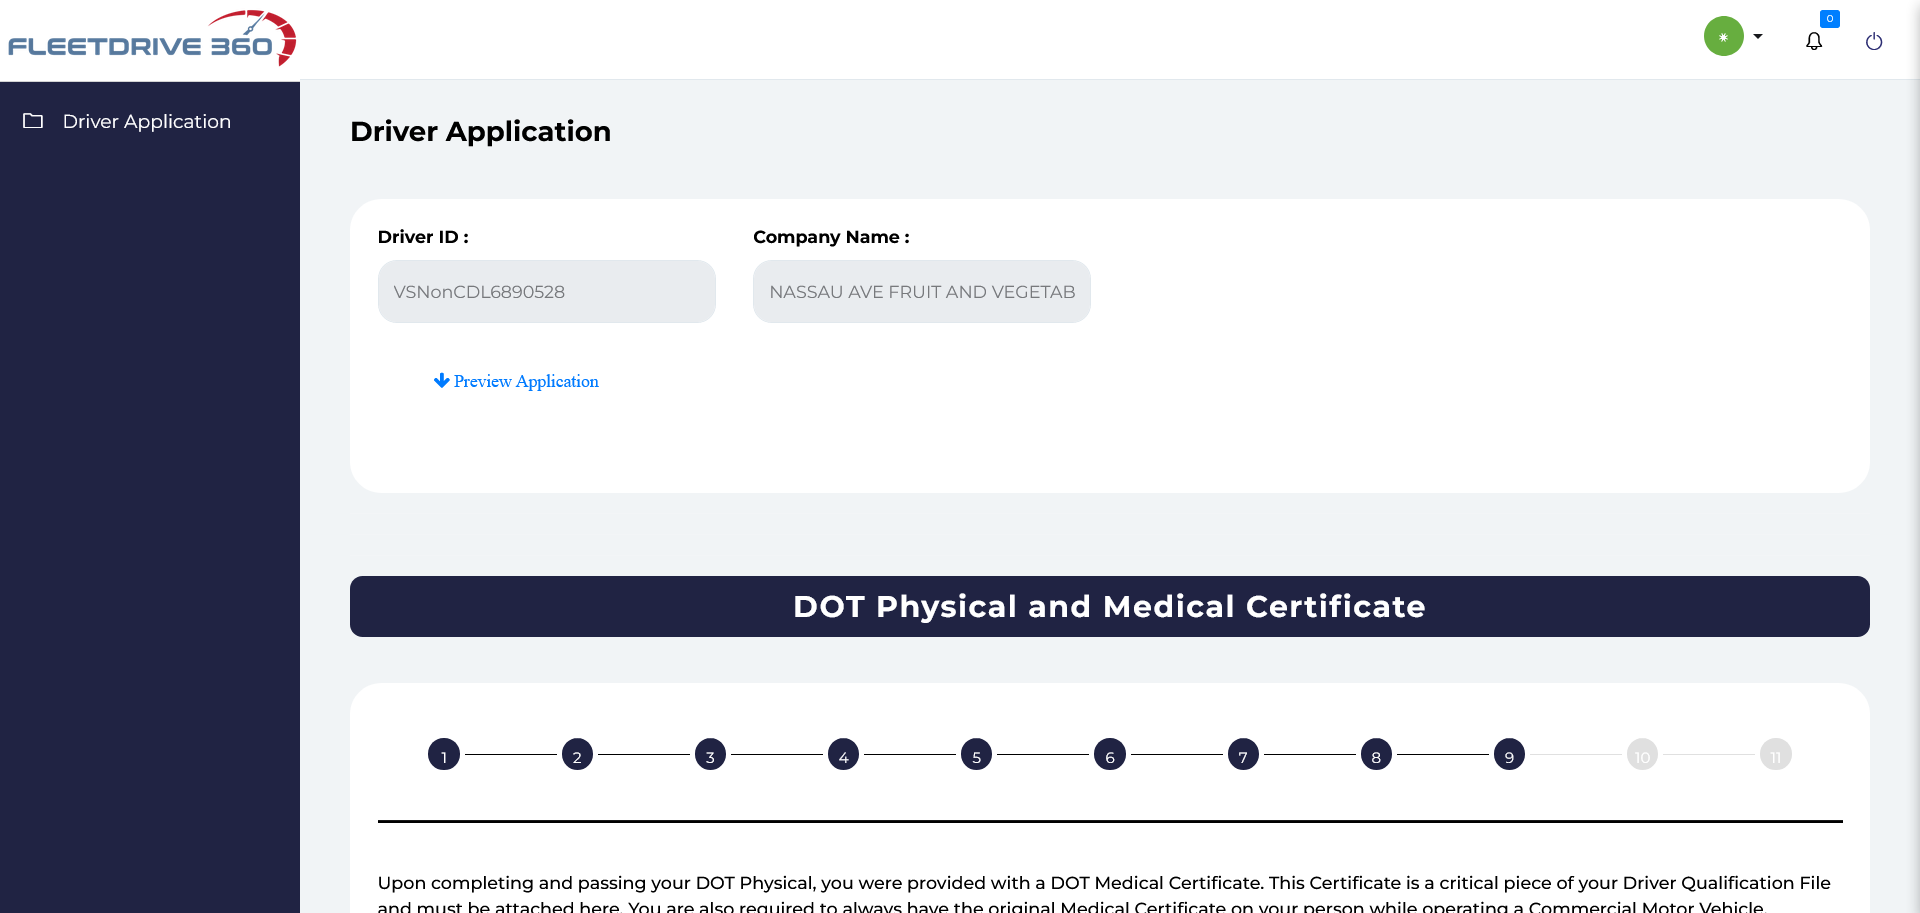 FLEETDRIVE 360
0
Driver Application
Driver Application
Driver ID :
Company Name :
VSNonCDL6890528
NASSAU AVE FRUIT AND VEGETAB
Preview Application
DOT Physical and Medical Certificate
1 2 3 4 5 6 7 8 9 10 11
Upon completing and passing your DOT Physical, you were provided with a DOT Medical Certificate. This Certificate is a critical piece of your Driver Qualification File
and must be attached here. You are also required to always have the original Medical Certificate on your person while operating a Commercial Motor Vehicle.